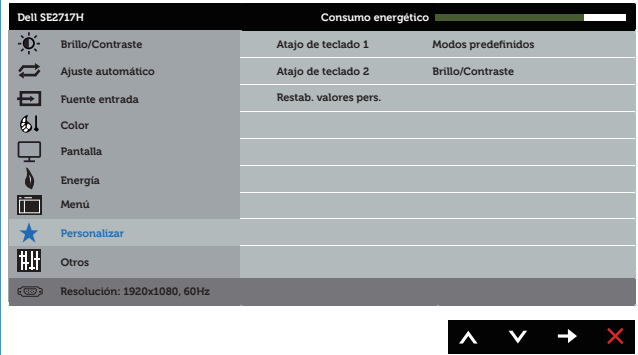 Dell SE2717H Consumo energético
Brillo/Contraste Atajo de teclado 1 Modos predefinidos
Ajuste automático Atajo de teclado 2 Brillo/Contraste
Fuente entrada Restab. valores pers.
Color
Pantalla
Energía
Menú
Personalizar
Otros
Resolución: 1920x1080, 60Hz